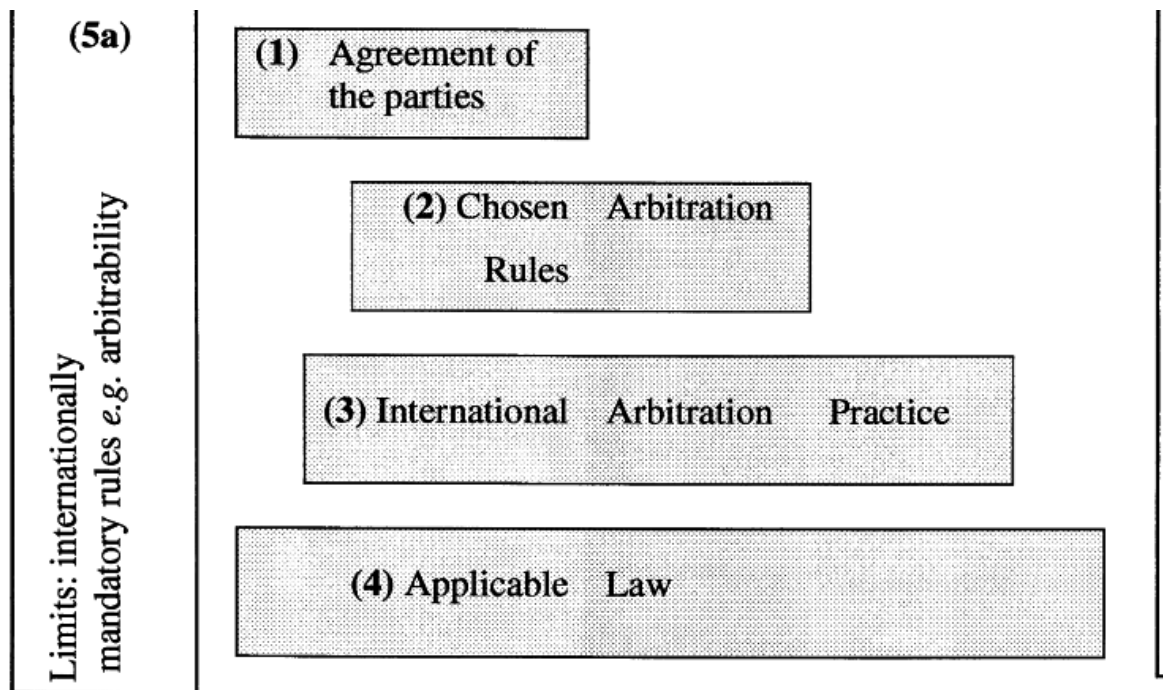 (5a)
Limits: internationally
mandatory rules e.g. arbitrability
(1) Agreement of
the parties
(2) Chosen Arbitration
Rules
(3) International Arbitration Practice
(4) Applicable Law